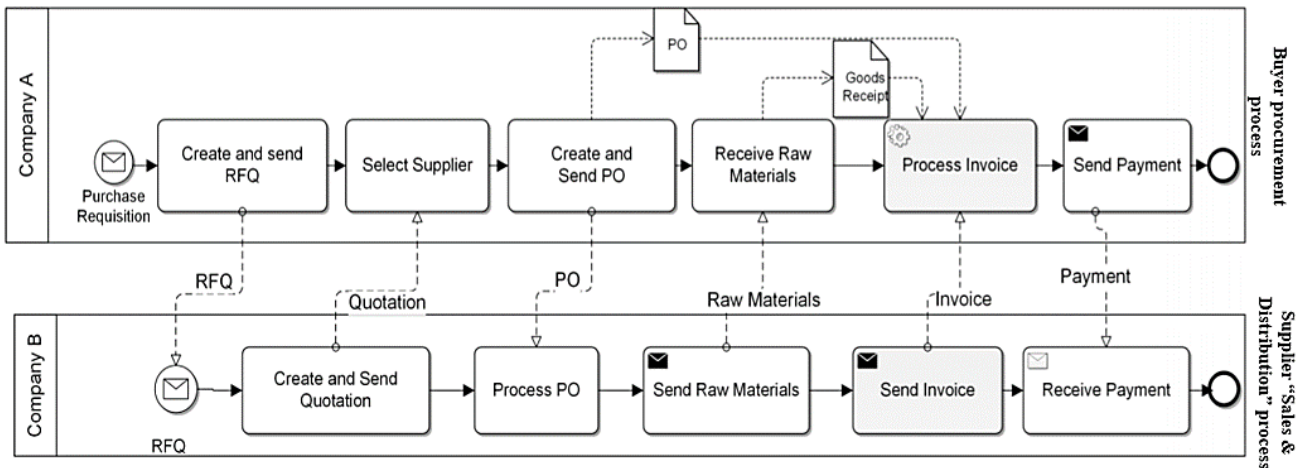 Company A
Purchase
Requisition
Create and send
RFQ
Select Supplier
Create and
Send PO
PO
Receive Raw
Materials
Goods
Receipt
Process Invoice
Send Payment
Buyer procurement
process
RFQ
Quotation
PO
Raw Materials
Invoice
Payment
Company B
RFQ
Create and Send
Quotation
Process PO
Send Raw Materials
Send Invoice
Receive Payment
Supplier “Sales &
Distribution” process